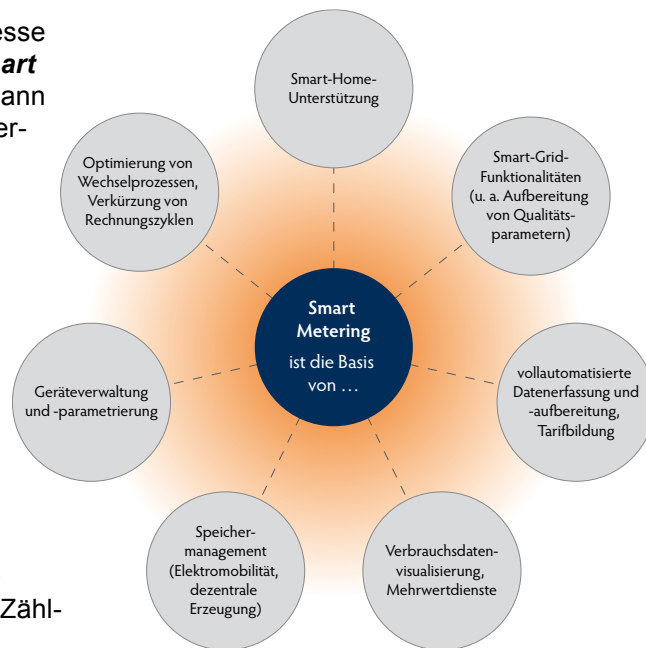 esse
art
ann
er-
Zähl-
Smart-Home-
Unterstützung
Smart-Grid-
Funktionalitäten
(u. a. Aufbereitung
von Qualitäts-
parametern)
vollautomatisierte
Datenerfassung und
-aufbereitung,
Tarifbildung
Verbrauchsdaten-
visualisierung,
Mehrwertdienste
Speicher-
management
(Elektromobilität,
dezentrale
Erzeugung)
Geräteverwaltung
und -parametrierung
Optimierung von
Wechselprozessen,
Verkürzung von
Rechnungszyklen
Smart
Metering
ist die Basis
von ...